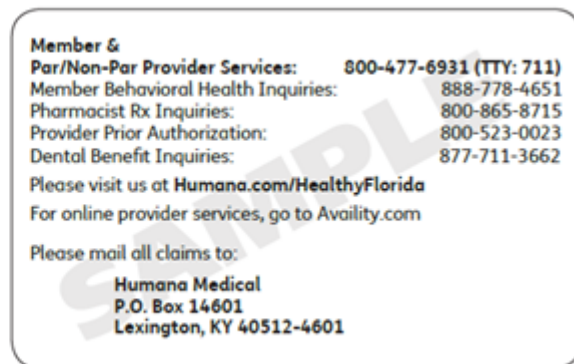 Member &
Par/Non-Par Provider Services: 800-477-6931 (TTY: 711)
Member Behavioral Health Inquiries: 888-778-4651
Pharmacist Rx Inquiries: 800-865-8715
Provider Prior Authorization: 800-523-0023
Dental Benefit Inquiries: 877-711-3662
Please visit us at Humana.com/HealthyFlorida
For online provider services, go to Availity.com
Please mail all claims to:
Humana Medical
P.O. Box 14601
Lexington, KY 40512-4601
SAMPLE